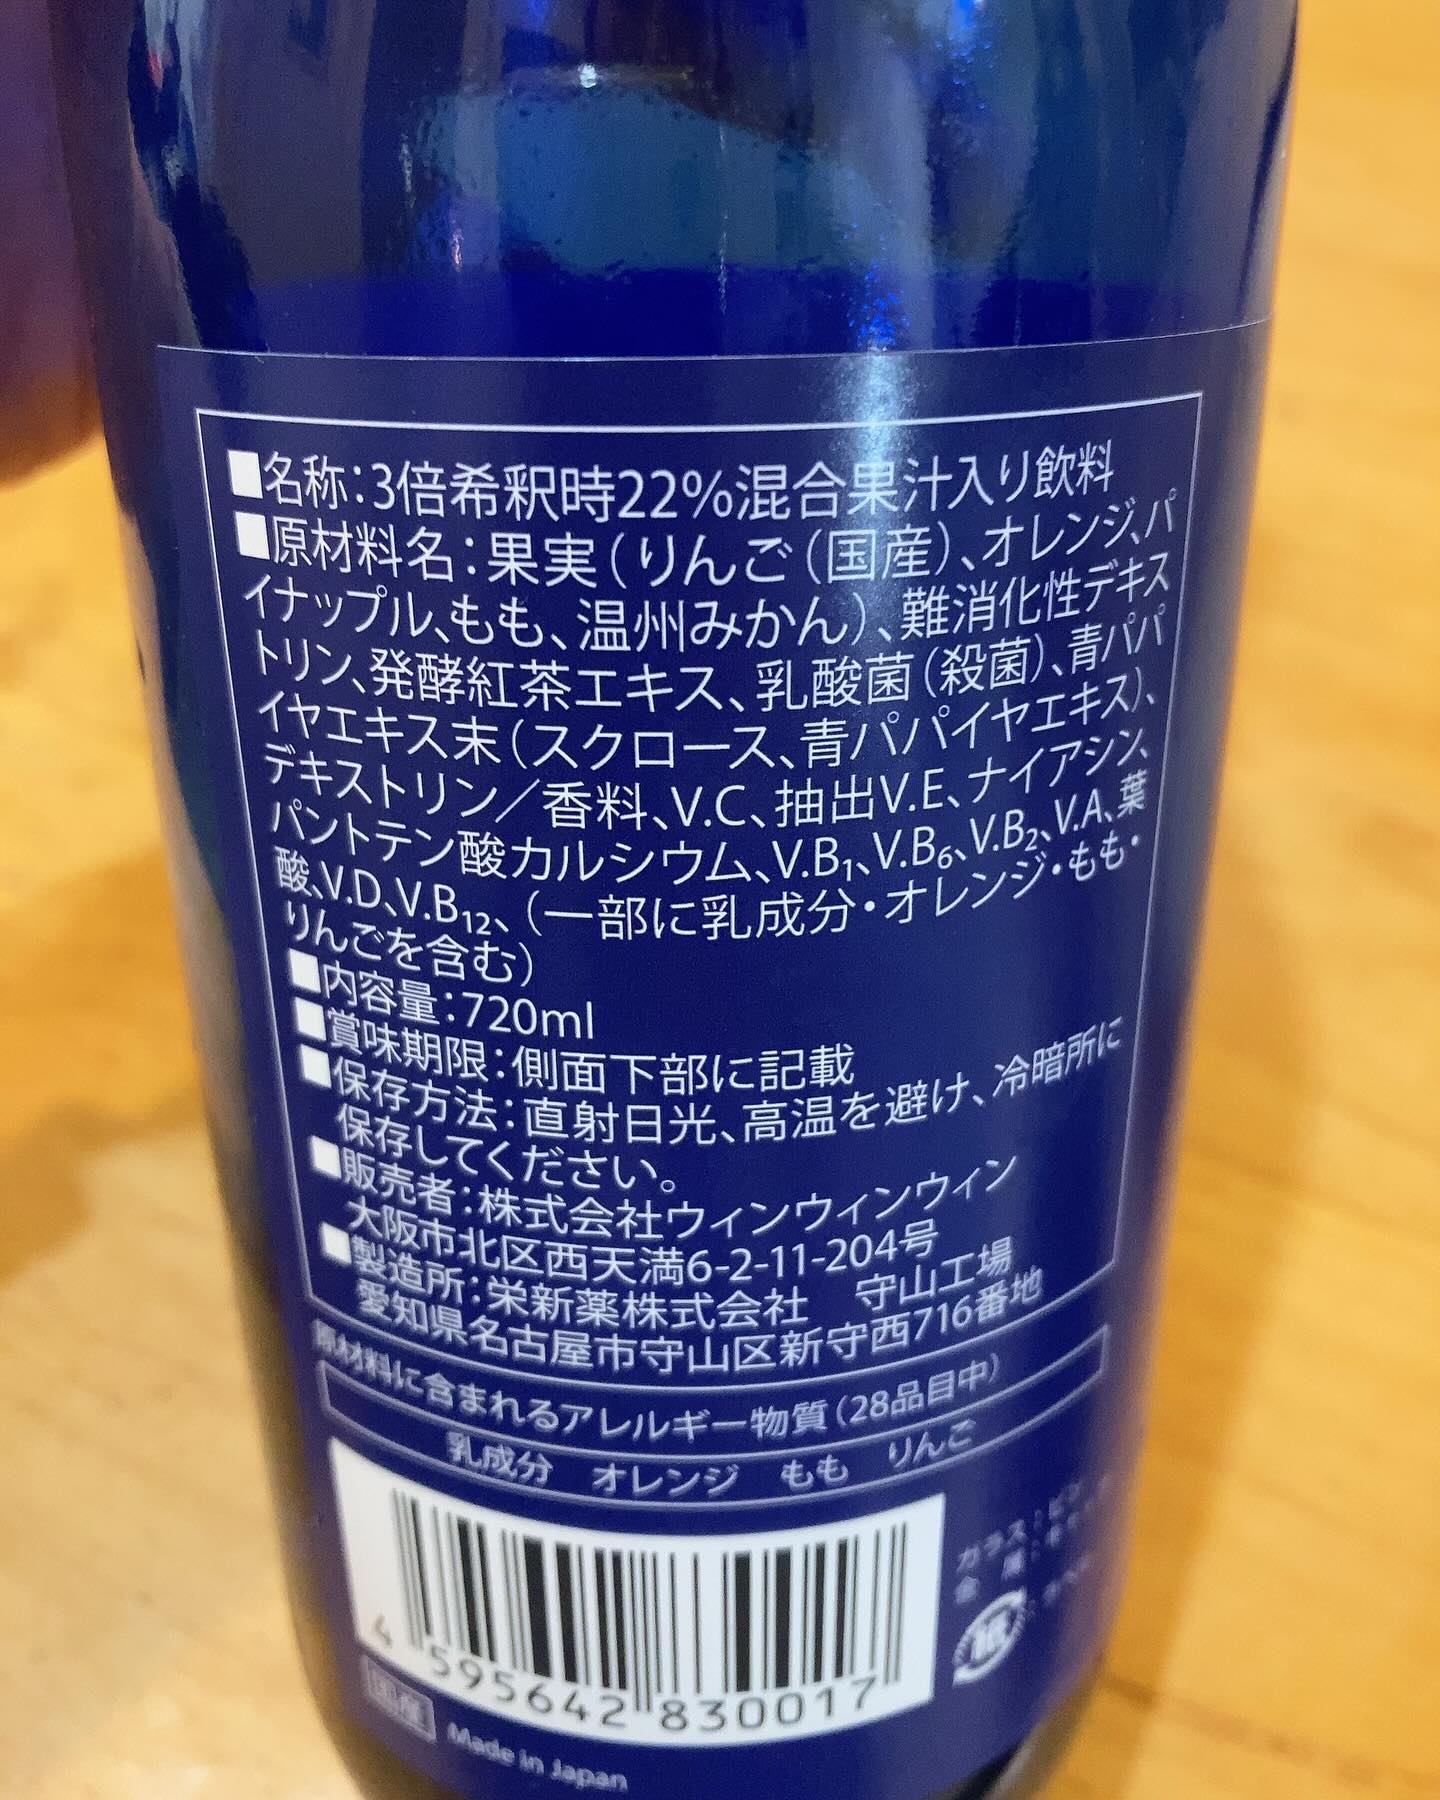 ■名称：3倍希釈時22%混合果汁入り飲料
■原材料名：果実（りんご（国産）、オレンジ、パ
イナップル、もも、温州みかん）、難消化性デキス
トリン、発酵紅茶エキス、乳酸菌（殺菌）、青パパ
イヤエキス末（スクロース、青パパイヤエキス）、
デキストリン／香料、V.C、抽出V.E、ナイアシン、
パントテン酸カルシウム、V.B₁、V.B₆、V.B₂、V.A、葉
酸、V.D、V.B₁₂、（一部に乳成分・オレンジ・もも・
りんごを含む）
■内容量：720ml
■賞味期限：側面下部に記載
■保存方法：直射日光、高温を避け、冷暗所に
保存してください。
■販売者：株式会社ウィンウィンウィン
大阪市北区西天満6-2-11-204号
■製造所：栄新薬株式会社　守山工場
愛知県名古屋市守山区新守西716番地
原材料に含まれるアレルギー物質（28品目中）
乳成分　オレンジ　もも　りんご
ガラス：ビン
金属：キャップ
紙
4 595642 830017
国産 Made in Japan